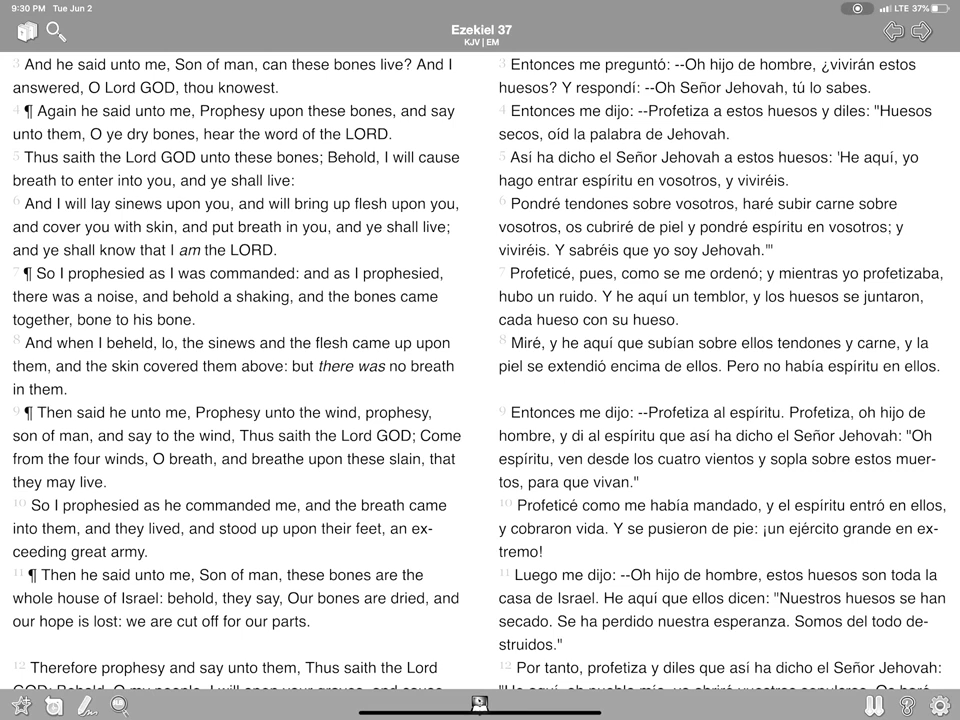 9:30 PM Tue Jun 2
LTE 37%
Ezekiel 37
KJV | EM
3 And he said unto me, Son of man, can these bones live? And I
answered, O Lord GOD, thou knowest.
4 ¶ Again he said unto me, Prophesy upon these bones, and say
unto them, O ye dry bones, hear the word of the LORD.
5 Thus saith the Lord GOD unto these bones; Behold, I will cause
breath to enter into you, and ye shall live:
6 And I will lay sinews upon you, and will bring up flesh upon you,
and cover you with skin, and put breath in you, and ye shall live;
and ye shall know that I am the LORD.
7 ¶ So I prophesied as I was commanded: and as I prophesied,
there was a noise, and behold a shaking, and the bones came
together, bone to his bone.
8 And when I beheld, lo, the sinews and the flesh came up upon
them, and the skin covered them above: but there was no breath
in them.
9 ¶ Then said he unto me, Prophesy unto the wind, prophesy,
son of man, and say to the wind, Thus saith the Lord GOD; Come
from the four winds, O breath, and breathe upon these slain, that
they may live.
10 So I prophesied as he commanded me, and the breath came
into them, and they lived, and stood up upon their feet, an ex-
ceeding great army.
11 ¶ Then he said unto me, Son of man, these bones are the
whole house of Israel: behold, they say, Our bones are dried, and
our hope is lost: we are cut off for our parts.
12 Therefore prophesy and say unto them, Thus saith the Lord
GOD; Behold, O my people, I will open your graves, and cause
3 Entonces me preguntó: --Oh hijo de hombre, ¿vivirán estos
huesos? Y respondí: --Oh Señor Jehovah, tú lo sabes.
4 Entonces me dijo: --Profetiza a estos huesos y diles: "Huesos
secos, oíd la palabra de Jehovah.
5 Así ha dicho el Señor Jehovah a estos huesos: 'He aquí, yo
hago entrar espíritu en vosotros, y viviréis.
6 Pondré tendones sobre vosotros, haré subir carne sobre
vosotros, os cubriré de piel y pondré espíritu en vosotros; y
viviréis. Y sabréis que yo soy Jehovah.'"
7 Profeticé, pues, como se me ordenó; y mientras yo profetizaba,
hubo un ruido. Y he aquí un temblor, y los huesos se juntaron,
cada hueso con su hueso.
8 Miré, y he aquí que subían sobre ellos tendones y carne, y la
piel se extendió encima de ellos. Pero no había espíritu en ellos.
9 Entonces me dijo: --Profetiza al espíritu. Profetiza, oh hijo de
hombre, y di al espíritu que así ha dicho el Señor Jehovah: "Oh
espíritu, ven desde los cuatro vientos y sopla sobre estos muer-
tos, para que vivan."
10 Profeticé como me había mandado, y el espíritu entró en ellos,
y cobraron vida. Y se pusieron de pie: ¡un ejército grande en ex-
tremo!
11 Luego me dijo: --Oh hijo de hombre, estos huesos son toda la
casa de Israel. He aquí que ellos dicen: "Nuestros huesos se han
secado. Se ha perdido nuestra esperanza. Somos del todo de-
struidos."
12 Por tanto, profetiza y diles que así ha dicho el Señor Jehovah:
"He aquí, oh pueblo mío, yo abriré vuestros sepulcros. Os haré